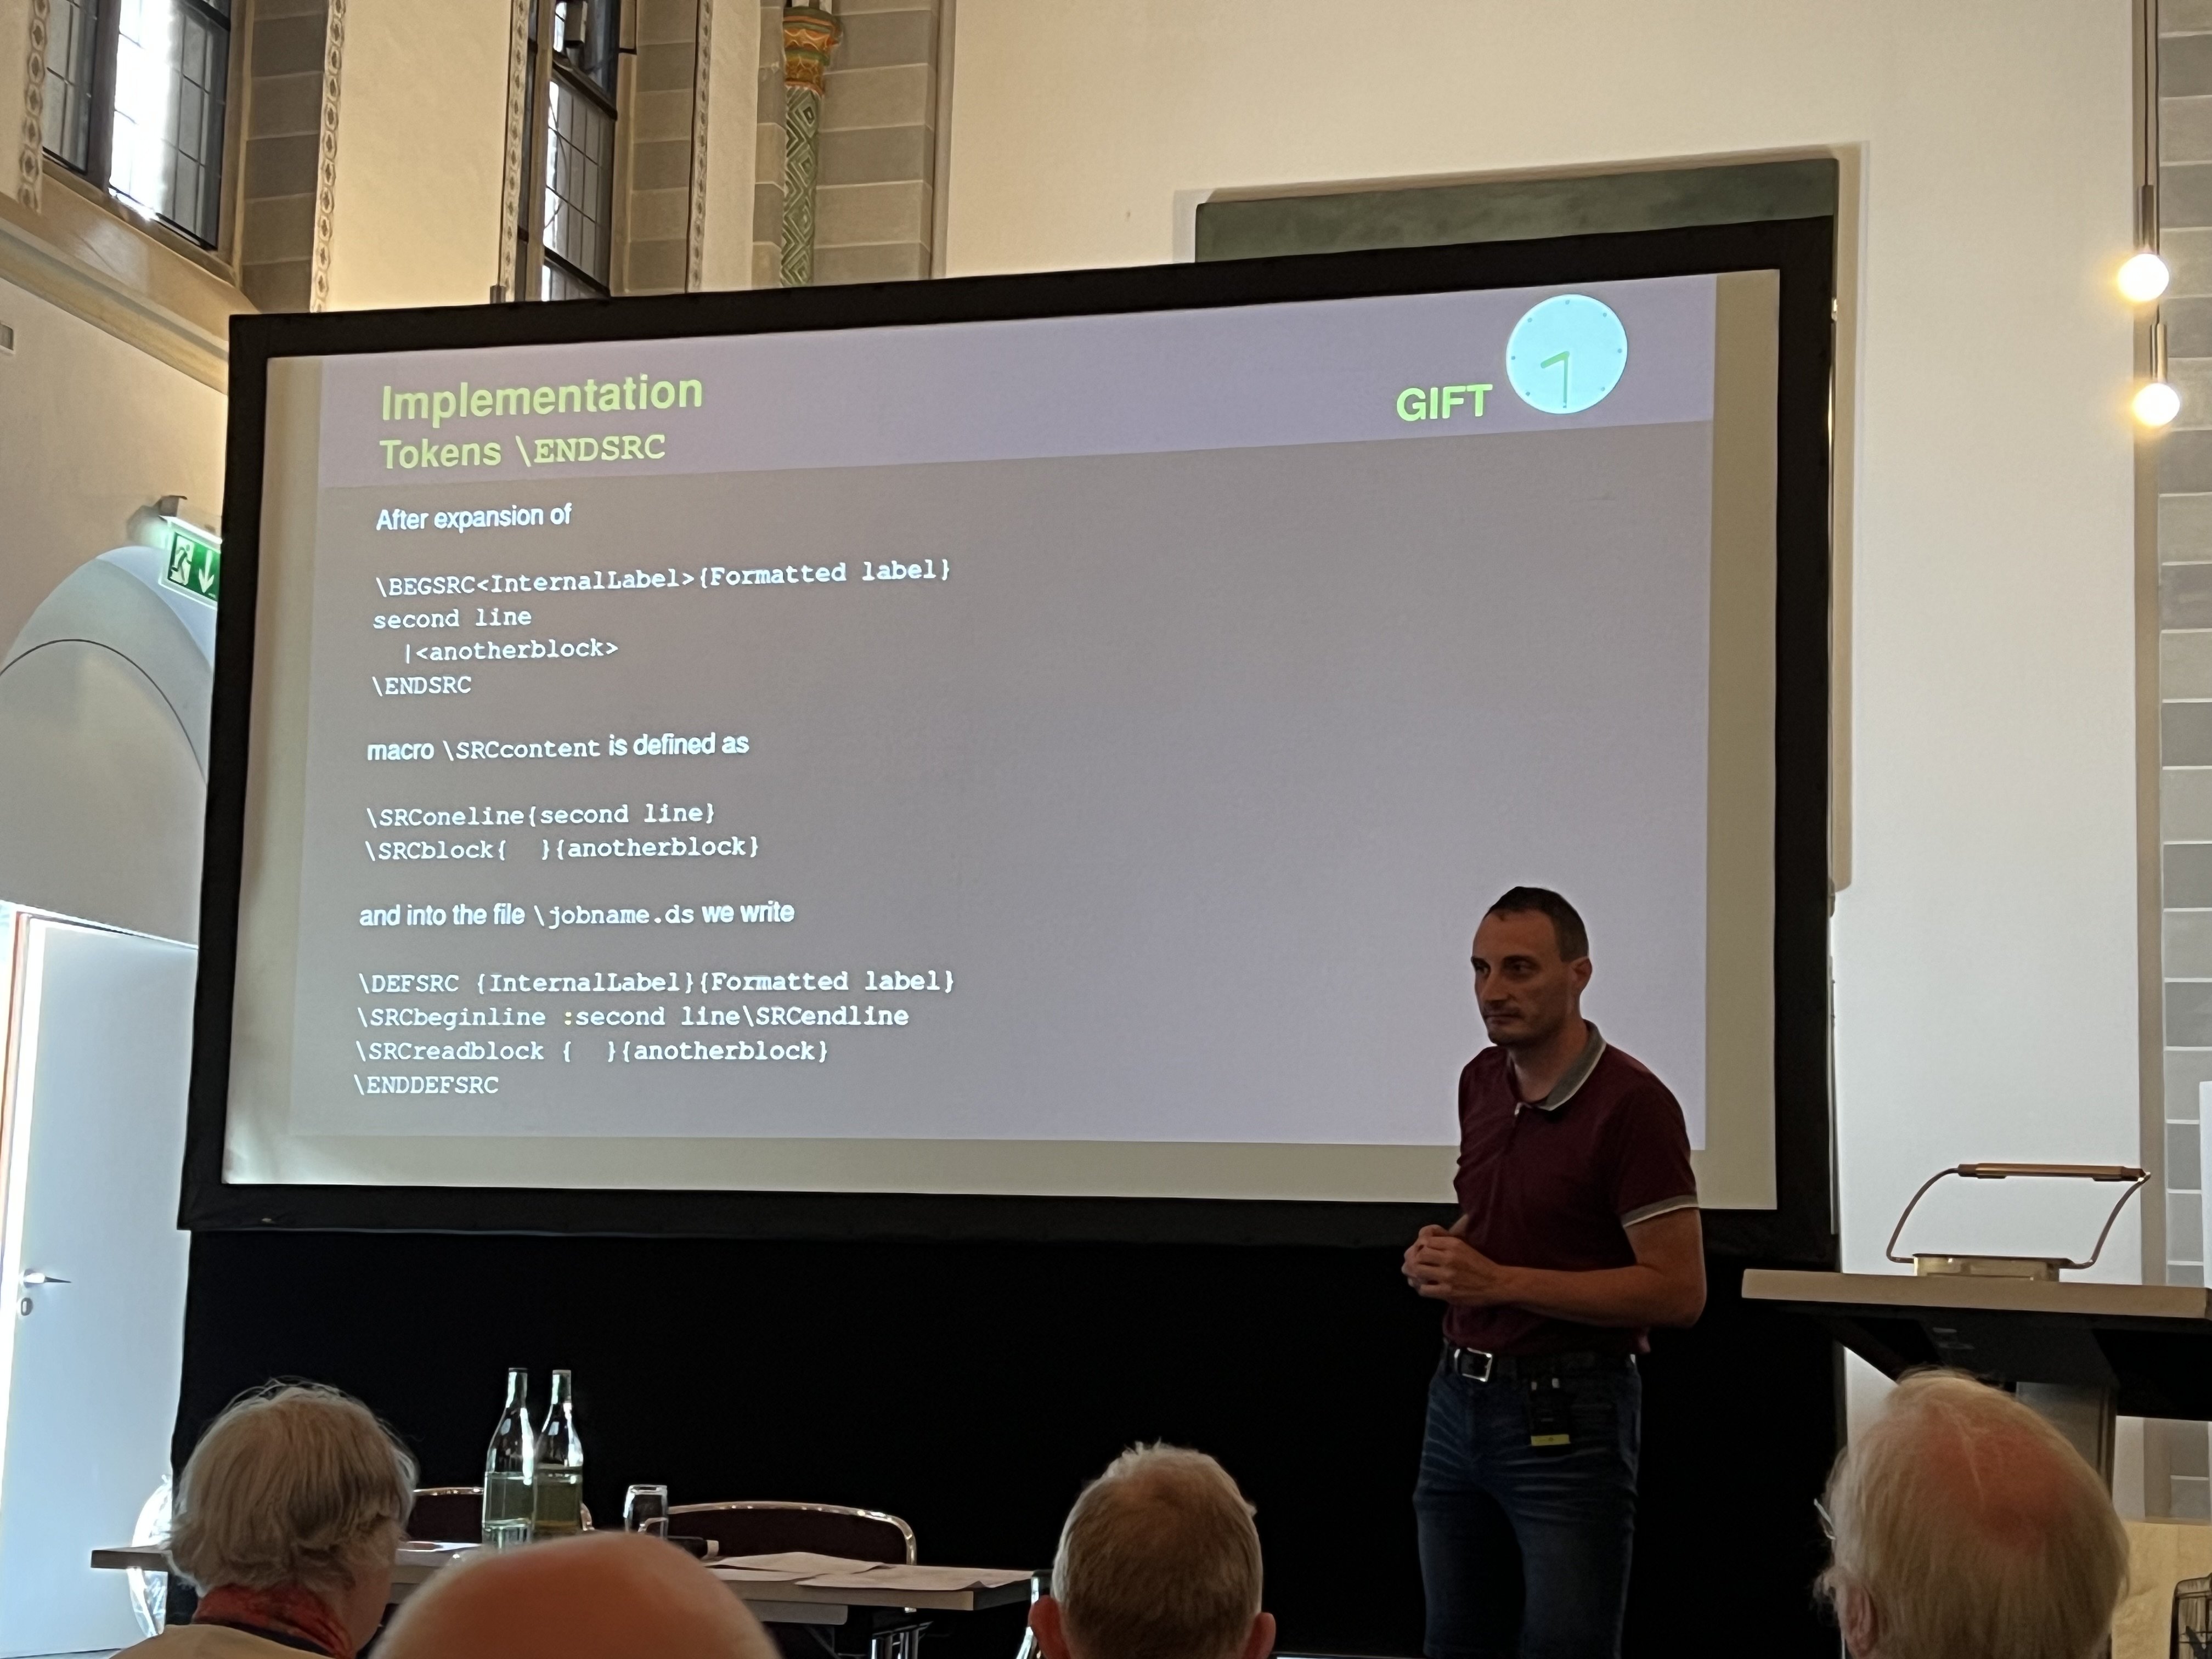 Implementation
GIFT
Tokens \ENDSRC
After expansion of
\BEGSRC<InternalLabel>{Formatted label}
second line
  |<anotherblock>
\ENDSRC
macro \SRCcontent is defined as
\SRConeline{second line}
\SRCblock{  }{anotherblock}
and into the file \jobname.ds we write
\DEFSRC {InternalLabel}{Formatted label}
\SRCbeginline :second line\SRCendline
\SRCreadblock {  }{anotherblock}
\ENDDEFSRC